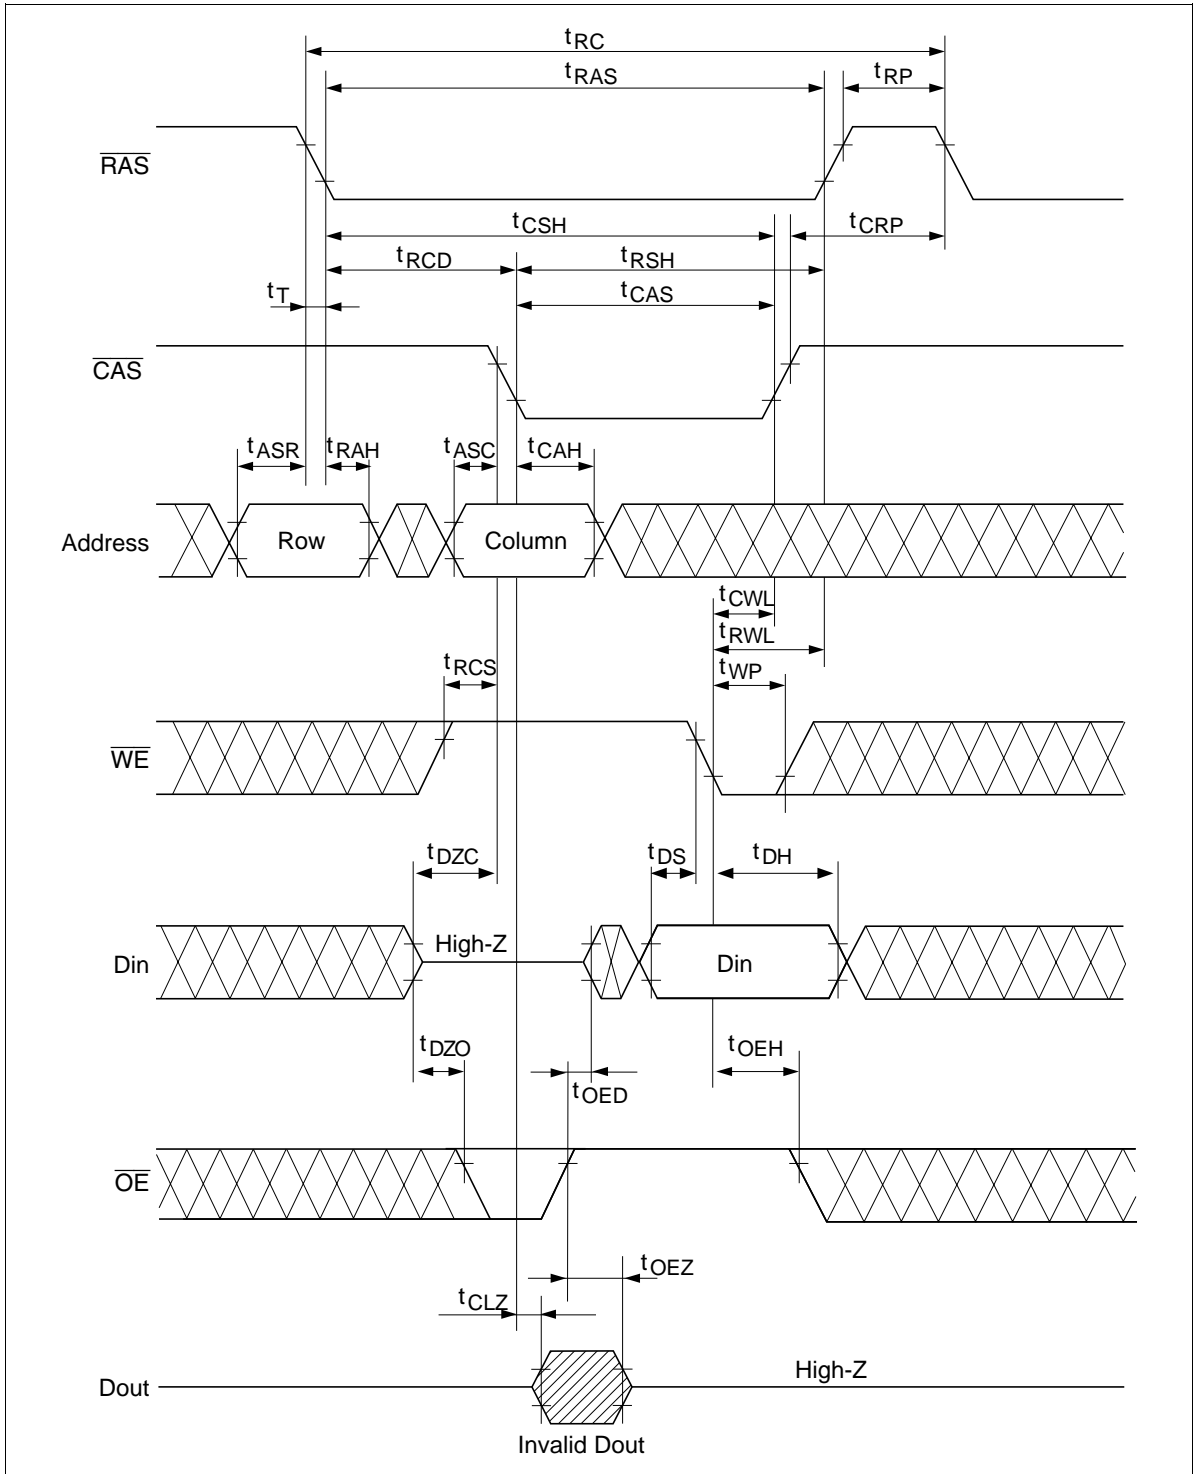 tRC
tRAS
tRP
RAS
tCSH
tCRP
tRCD
tRSH
tT
tCAS
CAS
tASR
tRAH
tASC
tCAH
Address
Row
Column
tCWL
tRWL
tRCS
tWP
WE
tDZC
tDS
tDH
High-Z
Din
Din
tDZO
tOEH
tOED
OE
tOEZ
tCLZ
High-Z
Dout
Invalid Dout